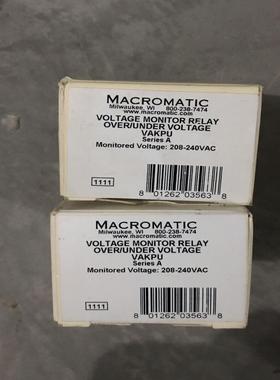 MACROMATIC
Milwaukee, WI 800-238-7474
www.macromatic.com
VOLTAGE MONITOR RELAY
OVER/UNDER VOLTAGE
VAKPU
Series A
Monitored Voltage: 208-240VAC
1111
8 01262 03563 8
MACROMATIC
Milwaukee, WI 800-238-7474
www.macromatic.com
VOLTAGE MONITOR RELAY
OVER/UNDER VOLTAGE
VAKPU
Series A
Monitored Voltage: 208-240VAC
1111
8 01262 03563 8